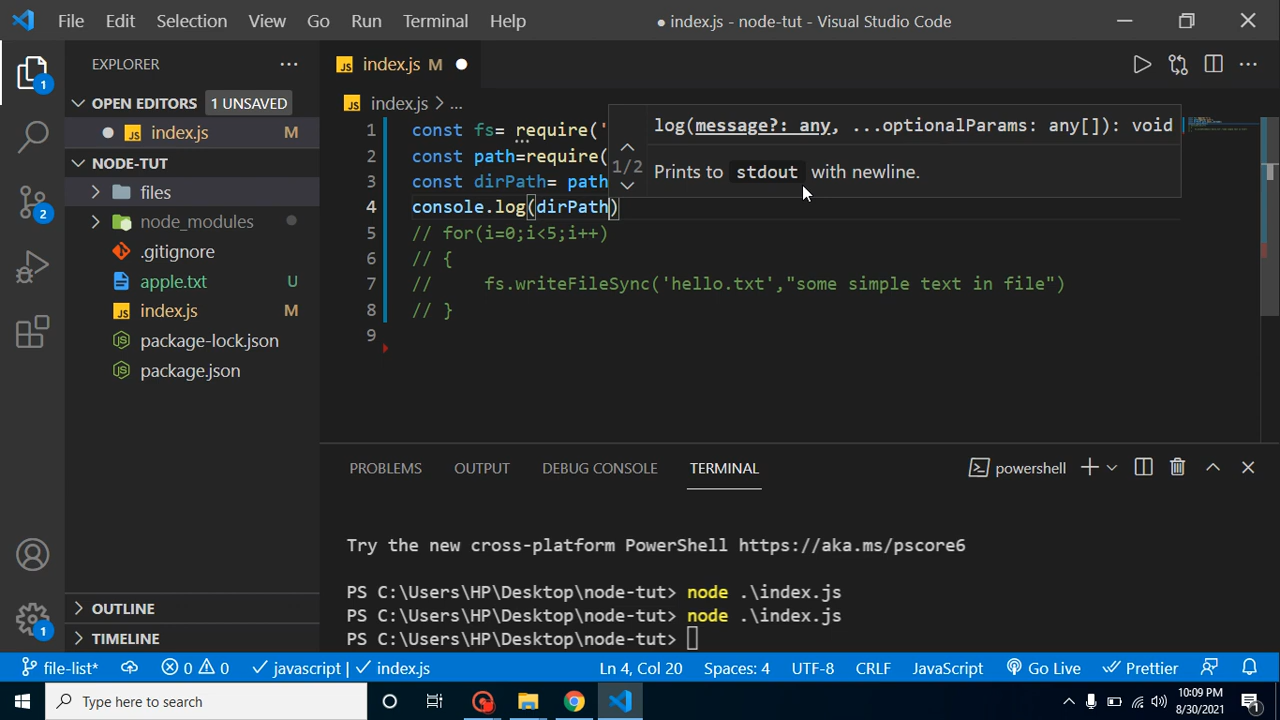 File Edit Selection View Go Run Terminal Help
● index.js - node-tut - Visual Studio Code
EXPLORER
OPEN EDITORS 1 UNSAVED
index.js M
NODE-TUT
files
node_modules
.gitignore
apple.txt U
index.js M
package-lock.json
package.json
OUTLINE
TIMELINE
1
2
1
JS index.js M
JS index.js > ...
1 const fs= require('
2 const path=require(
3 const dirPath= path
4 console.log(dirPath)
5 // for(i=0;i<5;i++)
6 // {
7 //     fs.writeFileSync('hello.txt',"some simple text in file")
8 // }
9
1/2
log(message?: any, ...optionalParams: any[]): void
Prints to stdout with newline.
PROBLEMS OUTPUT DEBUG CONSOLE TERMINAL
powershell
Try the new cross-platform PowerShell https://aka.ms/pscore6
PS C:\Users\HP\Desktop\node-tut> node .\index.js
PS C:\Users\HP\Desktop\node-tut> node .\index.js
PS C:\Users\HP\Desktop\node-tut>
file-list* 0 0 javascript | index.js Ln 4, Col 20 Spaces: 4 UTF-8 CRLF JavaScript Go Live Prettier
Type here to search
10:09 PM
8/30/2021
1